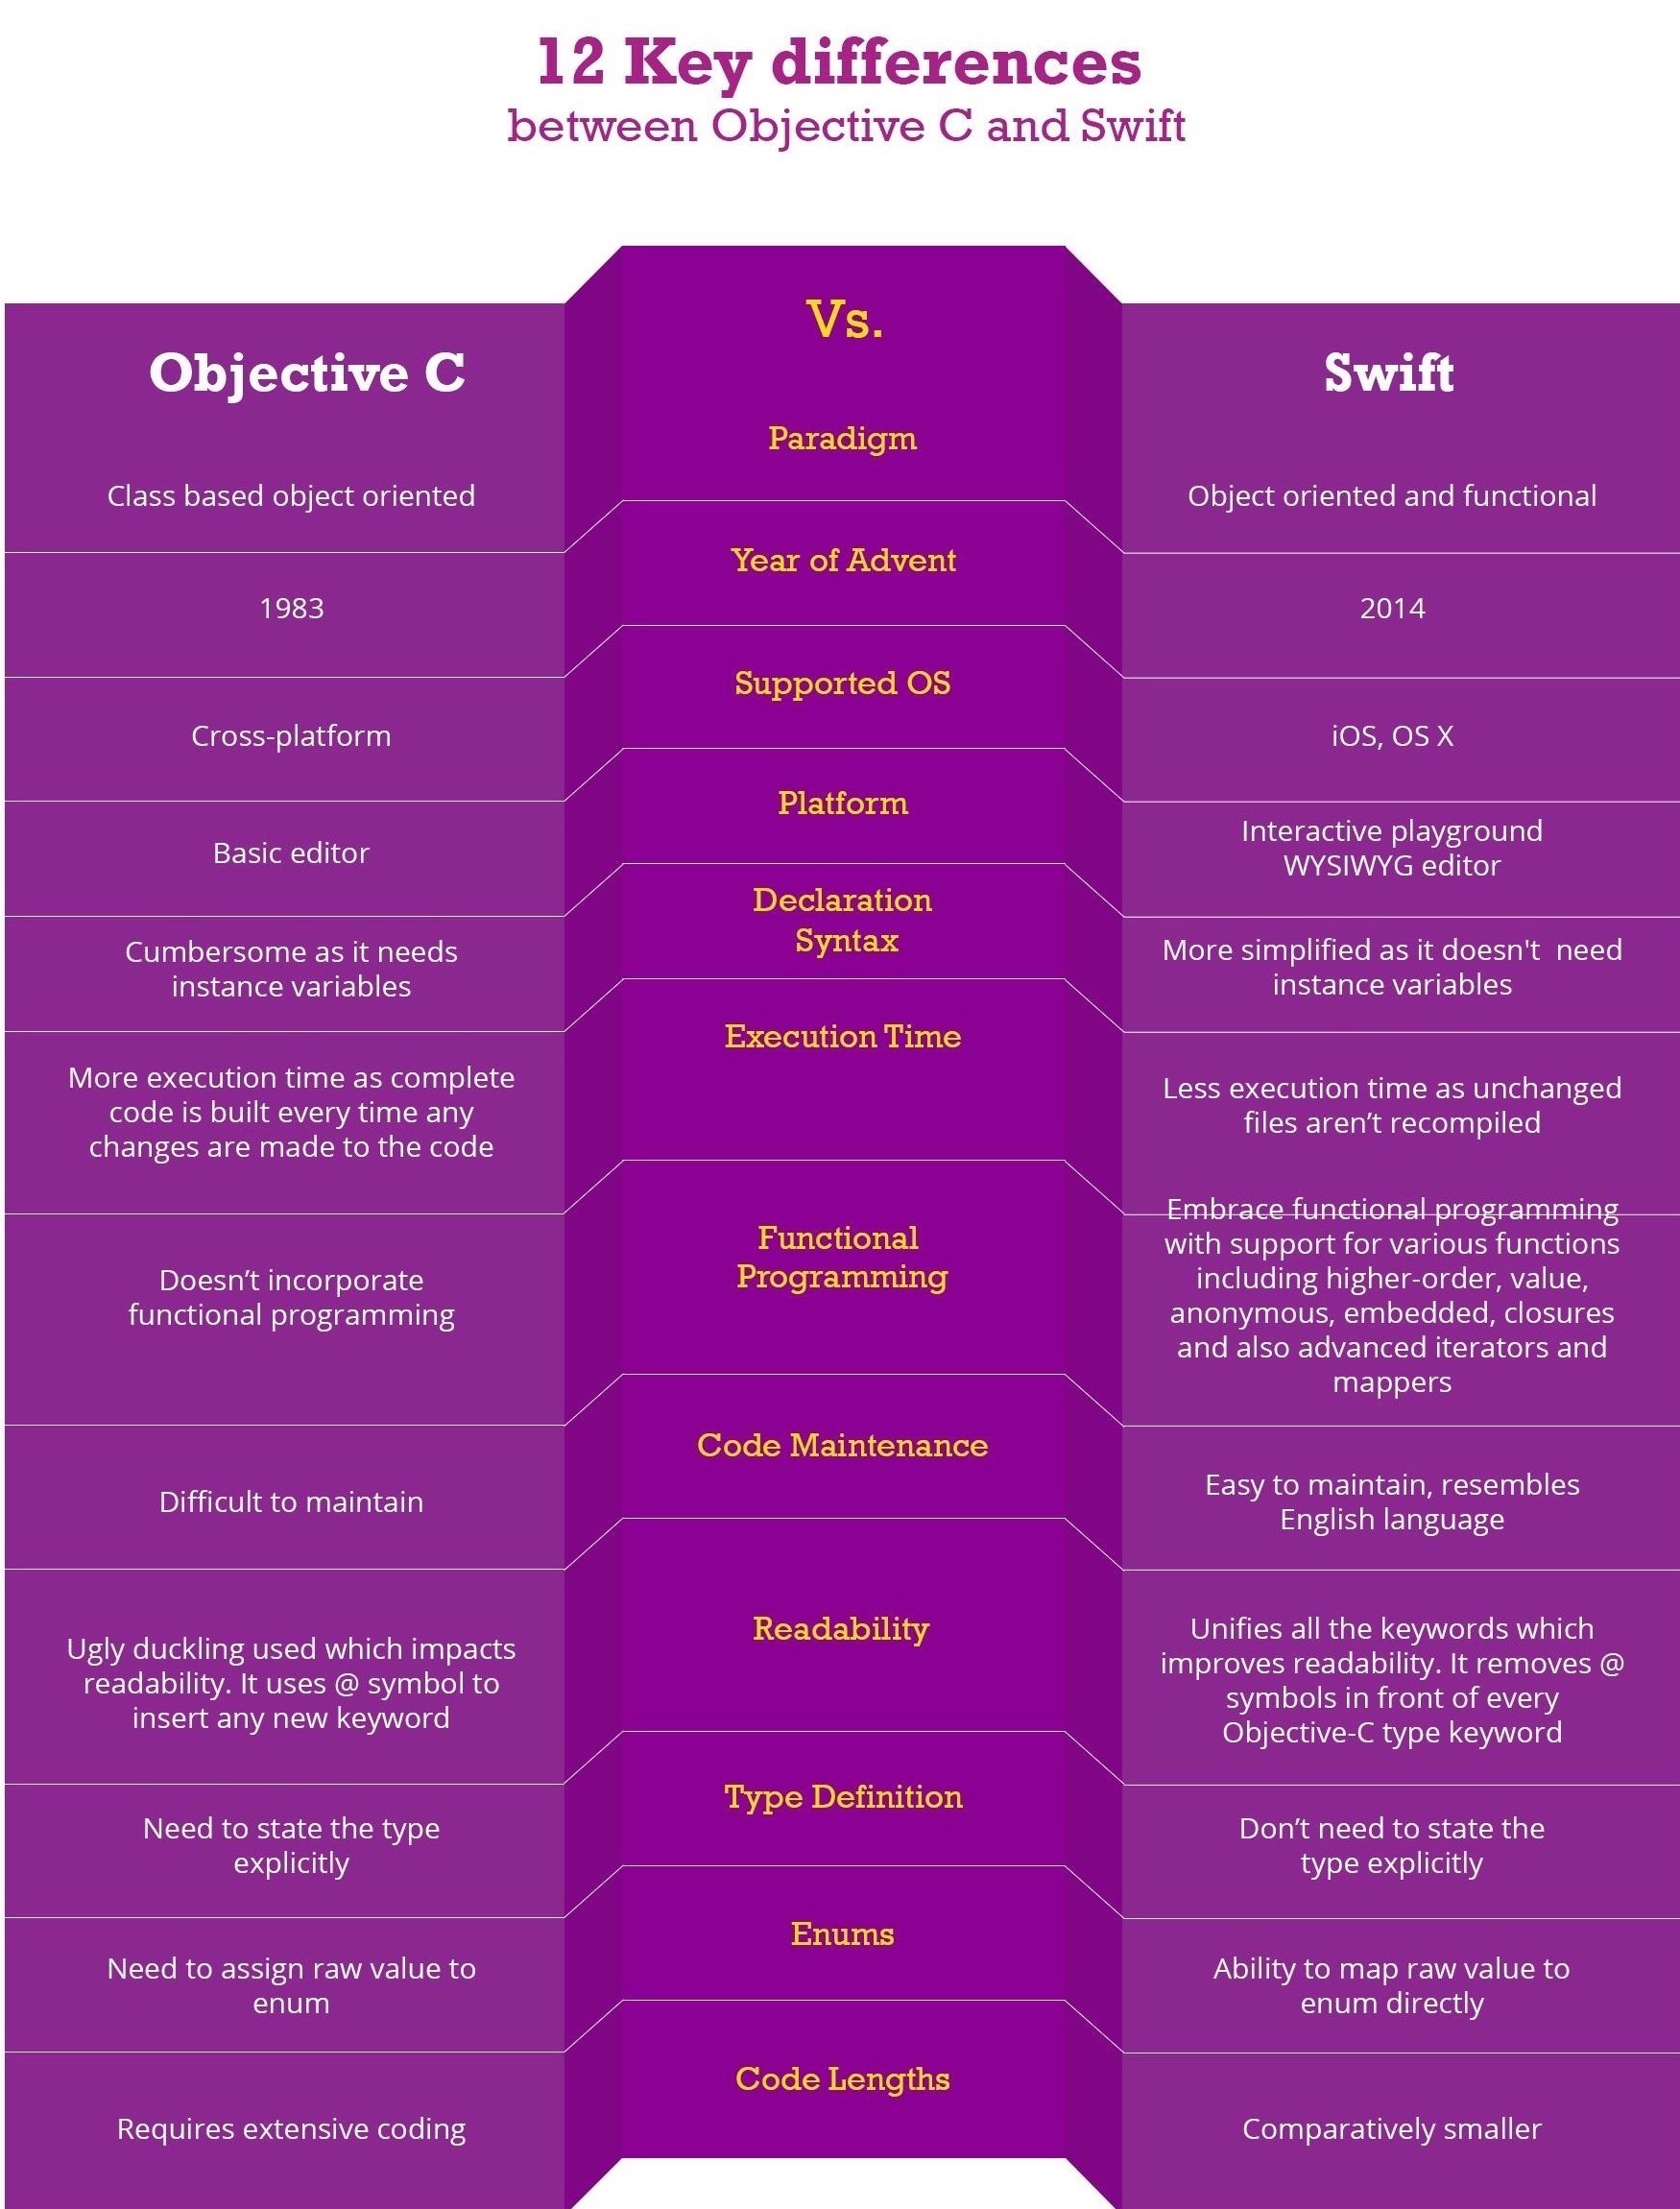 12 Key differences
between Objective C and Swift
Vs.
Objective C
Swift
Paradigm
Class based object oriented
Object oriented and functional
Year of Advent
1983
2014
Supported OS
Cross-platform
iOS, OS X
Platform
Basic editor
Interactive playground
WYSIWYG editor
Declaration
Syntax
Cumbersome as it needs
instance variables
More simplified as it doesn't  need
instance variables
Execution Time
More execution time as complete
code is built every time any
changes are made to the code
Less execution time as unchanged
files aren’t recompiled
Functional
Programming
Doesn’t incorporate
functional programming
Embrace functional programming
with support for various functions
including higher-order, value,
anonymous, embedded, closures
and also advanced iterators and
mappers
Code Maintenance
Difficult to maintain
Easy to maintain, resembles
English language
Readability
Ugly duckling used which impacts
readability. It uses @ symbol to
insert any new keyword
Unifies all the keywords which
improves readability. It removes @
symbols in front of every
Objective-C type keyword
Type Definition
Need to state the type
explicitly
Don’t need to state the
type explicitly
Enums
Need to assign raw value to
enum
Ability to map raw value to
enum directly
Code Lengths
Requires extensive coding
Comparatively smaller